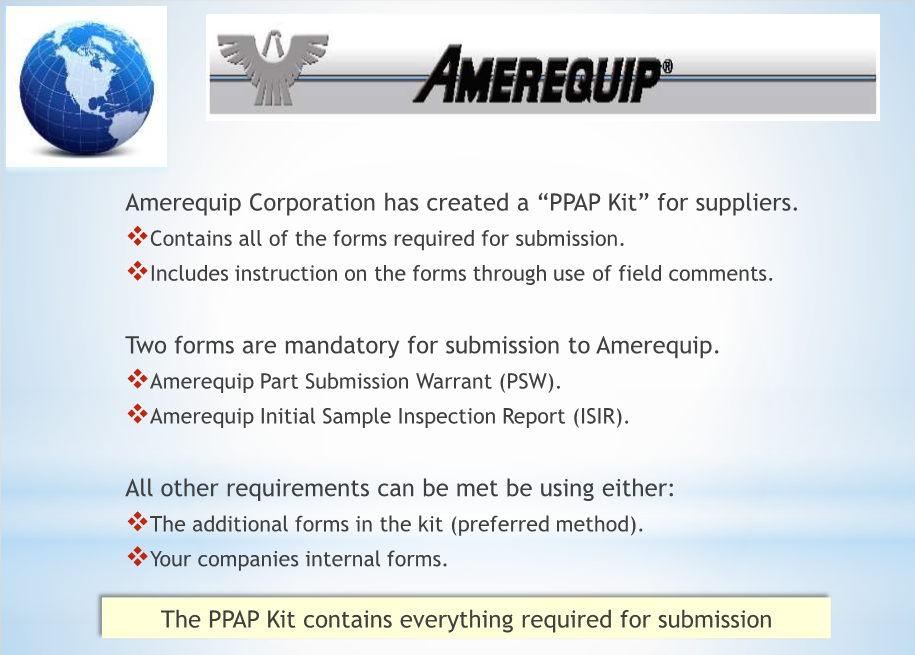 AMEREQUIP®
Amerequip Corporation has created a “PPAP Kit” for suppliers.
❖Contains all of the forms required for submission.
❖Includes instruction on the forms through use of field comments.
Two forms are mandatory for submission to Amerequip.
❖Amerequip Part Submission Warrant (PSW).
❖Amerequip Initial Sample Inspection Report (ISIR).
All other requirements can be met be using either:
❖The additional forms in the kit (preferred method).
❖Your companies internal forms.
The PPAP Kit contains everything required for submission